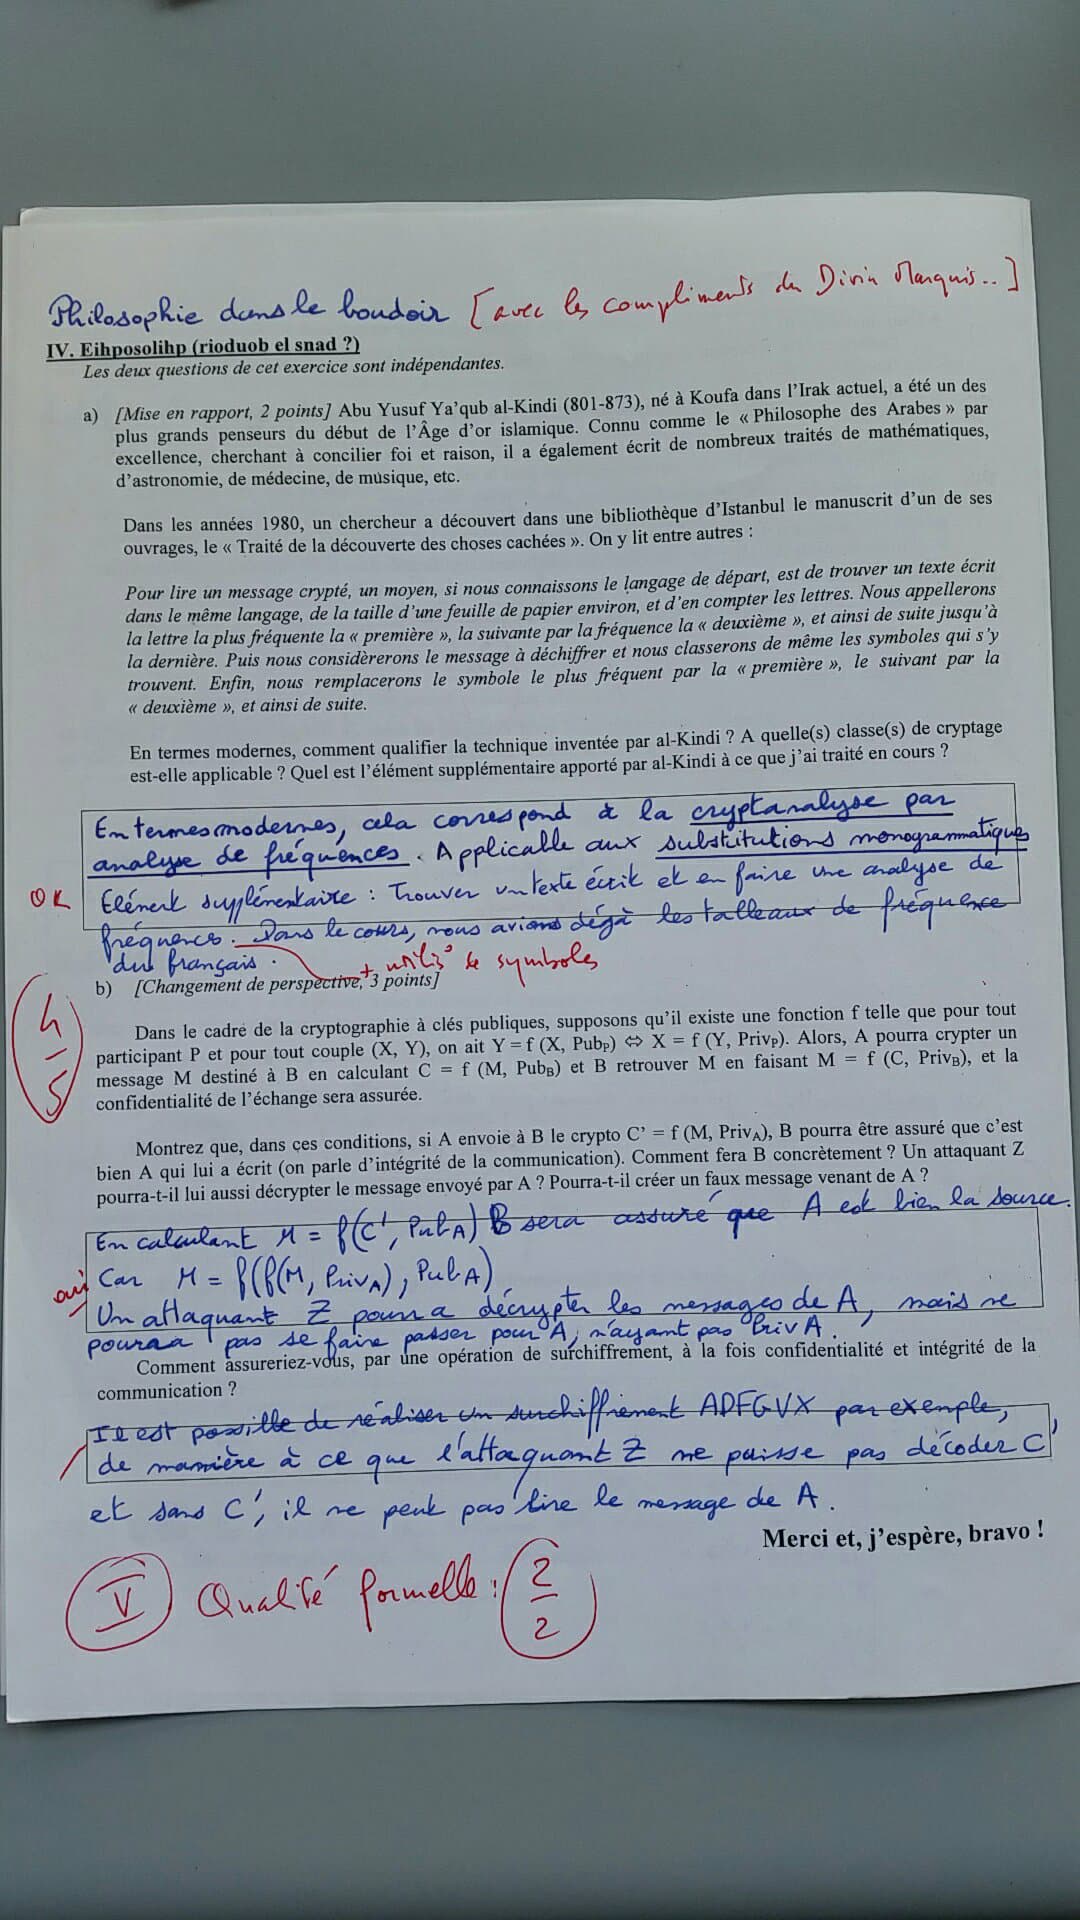 Philosophie dans le boudoir [avec les compliments du Divin Marquis..]
IV. Eihposolihp (rioduob el snad ?)
Les deux questions de cet exercice sont indépendantes.
a) [Mise en rapport, 2 points] Abu Yusuf Ya'qub al-Kindi (801-873), né à Koufa dans l'Irak actuel, a été un des
plus grands penseurs du début de l'Âge d'or islamique. Connu comme le « Philosophe des Arabes » par
excellence, cherchant à concilier foi et raison, il a également écrit de nombreux traités de mathématiques,
d'astronomie, de médecine, de musique, etc.
Dans les années 1980, un chercheur a découvert dans une bibliothèque d'Istanbul le manuscrit d'un de ses
ouvrages, le « Traité de la découverte des choses cachées ». On y lit entre autres :
Pour lire un message crypté, un moyen, si nous connaissons le langage de départ, est de trouver un texte écrit
dans le même langage, de la taille d'une feuille de papier environ, et d'en compter les lettres. Nous appellerons
la lettre la plus fréquente la « première », la suivante par la fréquence la « deuxième », et ainsi de suite jusqu'à
la dernière. Puis nous considèrerons le message à déchiffrer et nous classerons de même les symboles qui s'y
trouvent. Enfin, nous remplacerons le symbole le plus fréquent par la « première », le suivant par la
« deuxième », et ainsi de suite.
En termes modernes, comment qualifier la technique inventée par al-Kindi ? A quelle(s) classe(s) de cryptage
est-elle applicable ? Quel est l'élément supplémentaire apporté par al-Kindi à ce que j'ai traité en cours ?
En termes modernes, cela correspond à la cryptanalyse par
analyse de fréquences. Applicable aux substitutions monogrammatiques
OK Elément supplémentaire : Trouver un texte écrit et en faire une analyse de
fréquences. Dans le cours, nous avions déjà les tableaux de fréquence
du français. + utilis° de symboles
b) [Changement de perspective, 3 points]
4/5
Dans le cadre de la cryptographie à clés publiques, supposons qu'il existe une fonction f telle que pour tout
participant P et pour tout couple (X, Y), on ait Y = f (X, PubP) ⇔ X = f (Y, PrivP). Alors, A pourra crypter un
message M destiné à B en calculant C = f (M, PubB) et B retrouver M en faisant M = f (C, PrivB), et la
confidentialité de l'échange sera assurée.
Montrez que, dans ces conditions, si A envoie à B le crypto C' = f (M, PrivA), B pourra être assuré que c'est
bien A qui lui a écrit (on parle d'intégrité de la communication). Comment fera B concrètement ? Un attaquant Z
pourra-t-il lui aussi décrypter le message envoyé par A ? Pourra-t-il créer un faux message venant de A ?
En calculant M = f(C', PubA) B sera assuré que A est bien la source.
oui Car M = f(f(M, PrivA), PubA)
Un attaquant Z pourra décrypter les messages de A, mais ne
pourra pas se faire passer pour A, n'ayant pas PrivA.
Comment assureriez-vous, par une opération de surchiffrement, à la fois confidentialité et intégrité de la
communication ?
Il est possible de réaliser un surchiffrement ADFGVX par exemple,
de manière à ce que l'attaquant Z ne puisse pas décoder C'
et sans C', il ne peut pas lire le message de A.
Merci et, j'espère, bravo !
V Qualité formelle : 2/2